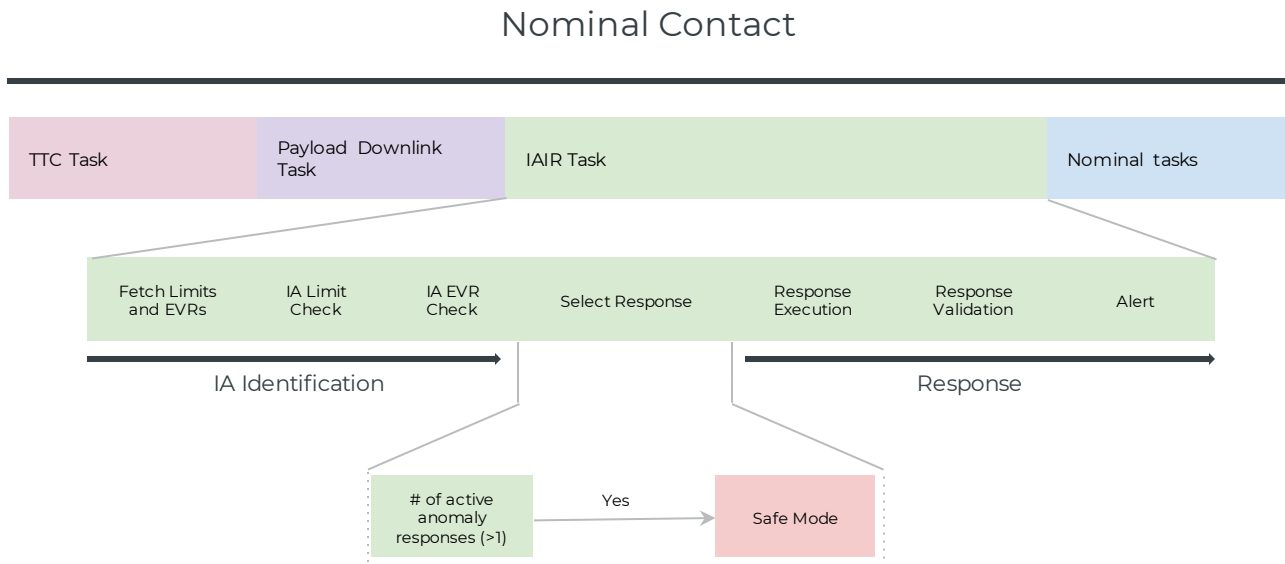 Nominal Contact
TTC Task
Payload Downlink
Task
IAIR Task
Nominal tasks
Fetch Limits
and EVRs
IA Limit
Check
IA EVR
Check
Select Response
Response
Execution
Response
Validation
Alert
IA Identification
Response
# of active
anomaly
responses (>1)
Yes
Safe Mode